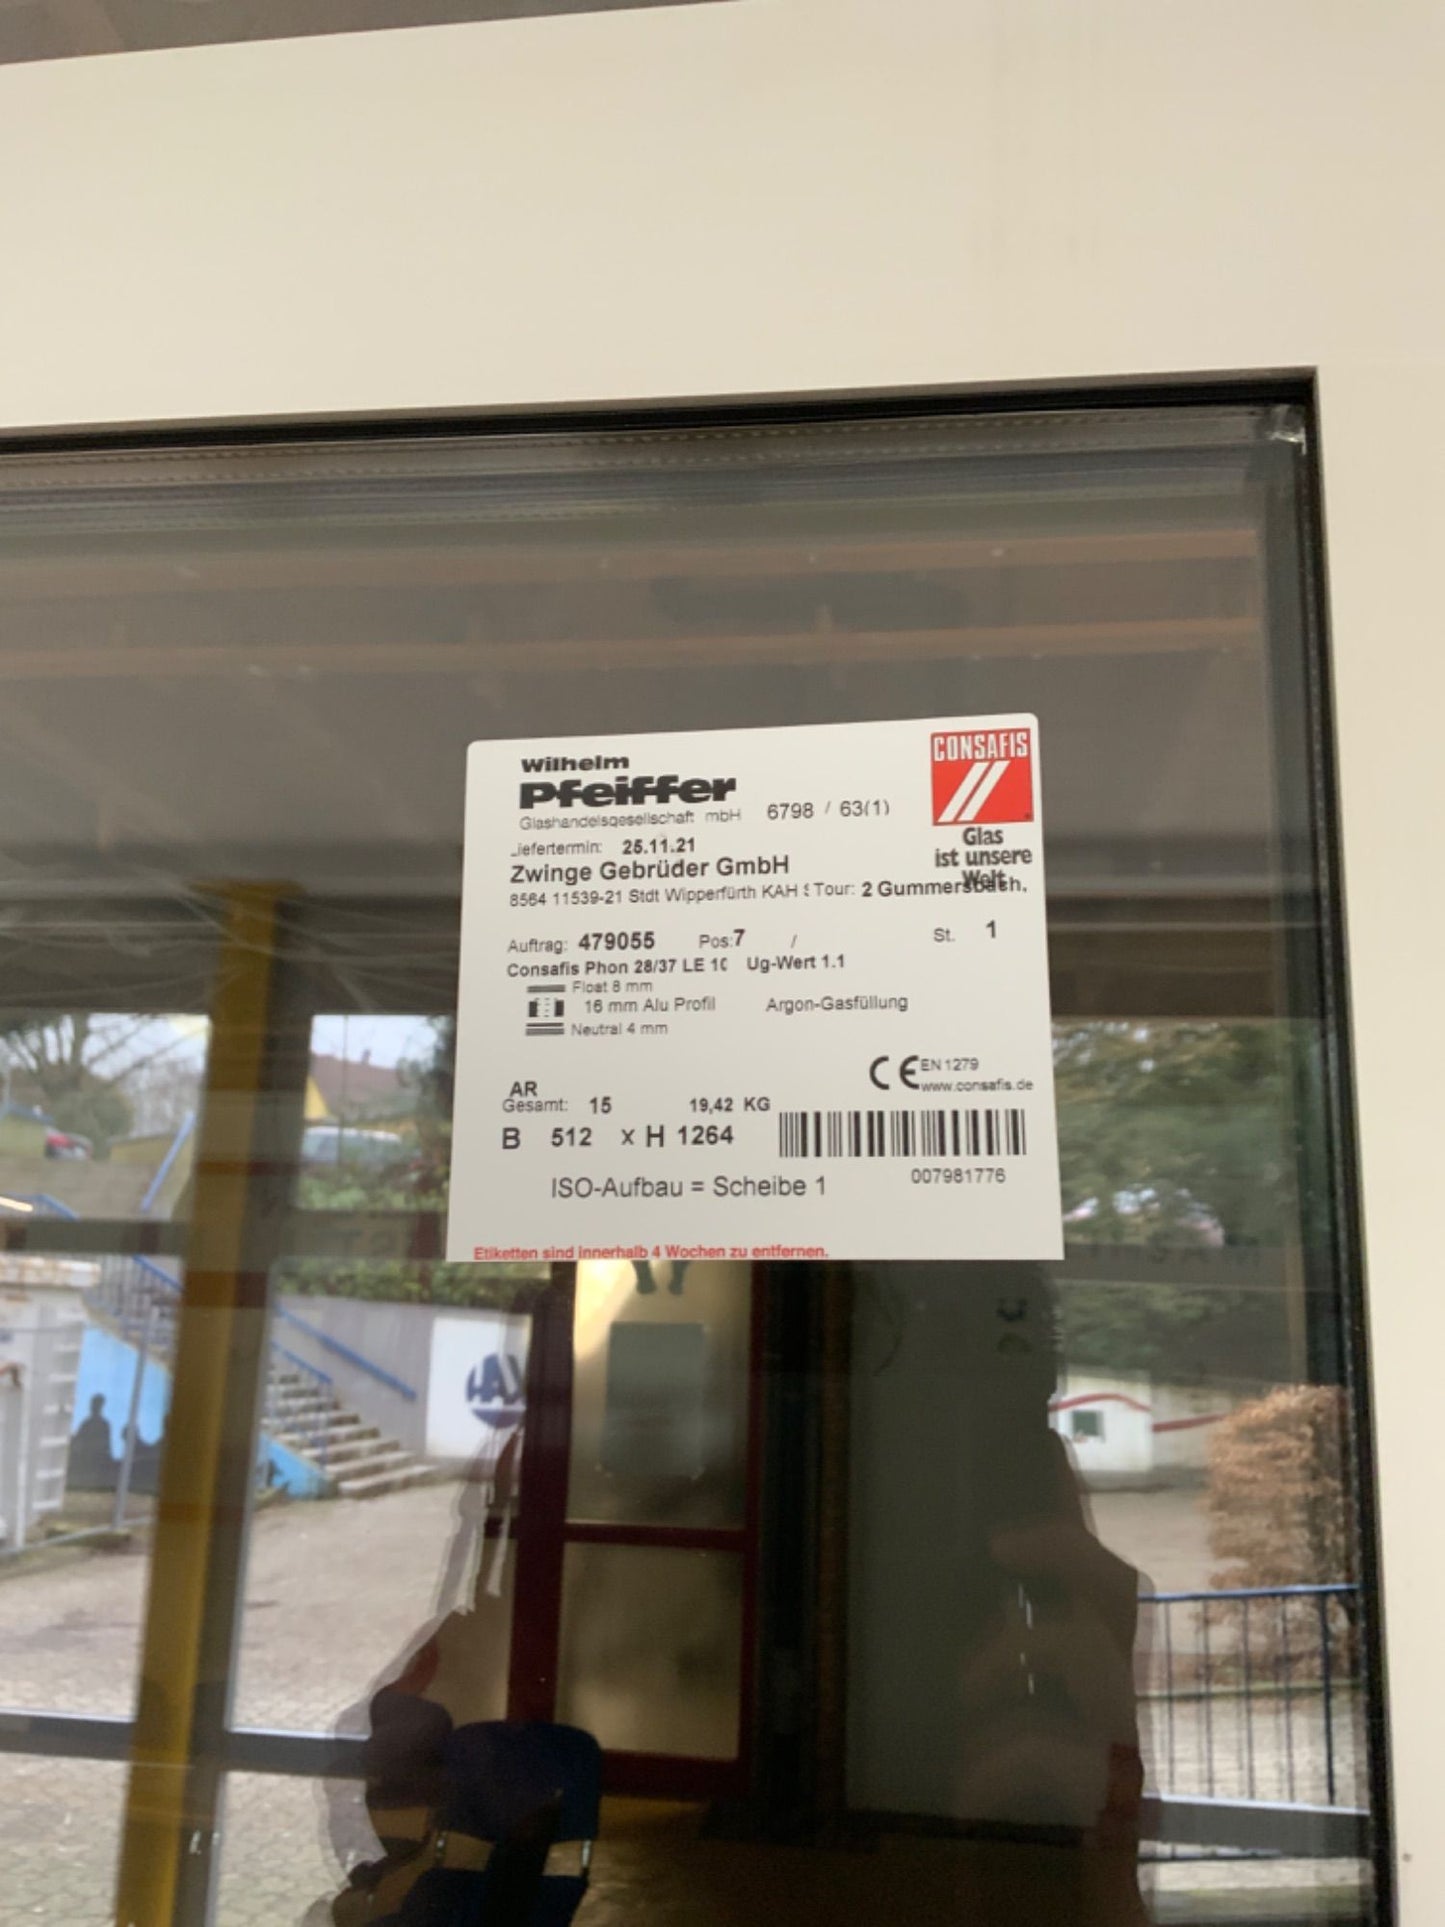 Wilhelm
Pfeiffer
Glashandelsgesellschaft mbH 6798 / 63(1)
CONSAFIS
Glas
ist unsere
Welt
Liefertermin: 25.11.21
Zwinge Gebrüder GmbH
8564 11539-21 Stdt Wipperfürth KAH S Tour: 2 Gummersbach,
Auftrag: 479055 Pos:7 / St. 1
Consafis Phon 28/37 LE 10 Ug-Wert 1.1
Float 8 mm
16 mm Alu Profil Argon-Gasfüllung
Neutral 4 mm
CE EN 1279
www.consafis.de
AR
Gesamt: 15 19,42 KG
B 512 x H 1264
007981776
ISO-Aufbau = Scheibe 1
Etiketten sind innerhalb 4 Wochen zu entfernen.